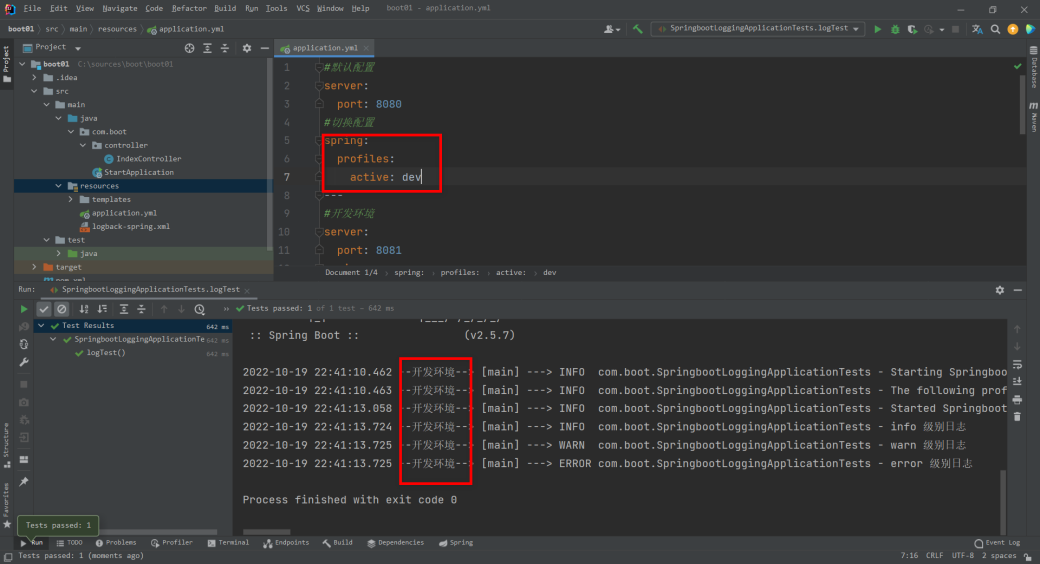 File Edit View Navigate Code Refactor Build Run Tools VCS Window Help boot01 - application.yml
boot01 > src > main > resources > application.yml
SpringbootLoggingApplicationTests.logTest
Project
application.yml
boot01 C:\sources\boot\boot01
.idea
src
main
java
com.boot
controller
IndexController
StartApplication
resources
templates
application.yml
logback-spring.xml
test
java
target
1 #默认配置
2 server:
3 port: 8080
4 #切换配置
5 spring:
6 profiles:
7 active: dev
8 ---
9 #开发环境
10 server:
11 port: 8081
Document 1/4 > spring: > profiles: > active: > dev
Project
Database
Maven
Structure
Favorites
Run: SpringbootLoggingApplicationTests.logTest
Tests passed: 1 of 1 test – 642 ms
Test Results 642 ms
SpringbootLoggingApplicationTe 642 ms
logTest() 642 ms
:: Spring Boot :: (v2.5.7)
2022-10-19 22:41:10.462 --开发环境--> [main] ---> INFO com.boot.SpringbootLoggingApplicationTests - Starting Springboo
2022-10-19 22:41:10.463 --开发环境--> [main] ---> INFO com.boot.SpringbootLoggingApplicationTests - The following prof
2022-10-19 22:41:13.058 --开发环境--> [main] ---> INFO com.boot.SpringbootLoggingApplicationTests - Started Springboot
2022-10-19 22:41:13.724 --开发环境--> [main] ---> INFO com.boot.SpringbootLoggingApplicationTests - info 级别日志
2022-10-19 22:41:13.725 --开发环境--> [main] ---> WARN com.boot.SpringbootLoggingApplicationTests - warn 级别日志
2022-10-19 22:41:13.725 --开发环境--> [main] ---> ERROR com.boot.SpringbootLoggingApplicationTests - error 级别日志
Process finished with exit code 0
Tests passed: 1
Run TODO Problems Profiler Terminal Endpoints Build Dependencies Spring Event Log
Tests passed: 1 (moments ago) 7:16 CRLF UTF-8 2 spaces